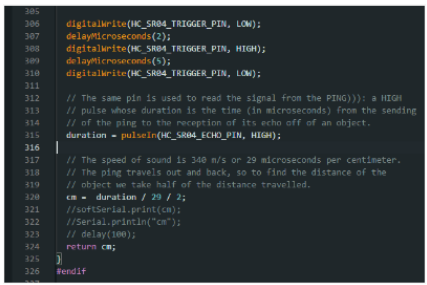 305
306 digitalWrite(HC_SR04_TRIGGER_PIN, LOW);
307 delayMicroseconds(2);
308 digitalWrite(HC_SR04_TRIGGER_PIN, HIGH);
309 delayMicroseconds(5);
310 digitalWrite(HC_SR04_TRIGGER_PIN, LOW);
311
312 // The same pin is used to read the signal from the PING))): a HIGH
313 // pulse whose duration is the time (in microseconds) from the sending
314 // of the ping to the reception of its echo off of an object.
315 duration = pulseIn(HC_SR04_ECHO_PIN, HIGH);
316
317 // The speed of sound is 340 m/s or 29 microseconds per centimeter.
318 // The ping travels out and back, so to find the distance of the
319 // object we take half of the distance travelled.
320 cm = duration / 29 / 2;
321 //softSerial.print(cm);
322 //Serial.println("cm");
323 // delay(100);
324 return cm;
325 }
326 #endif